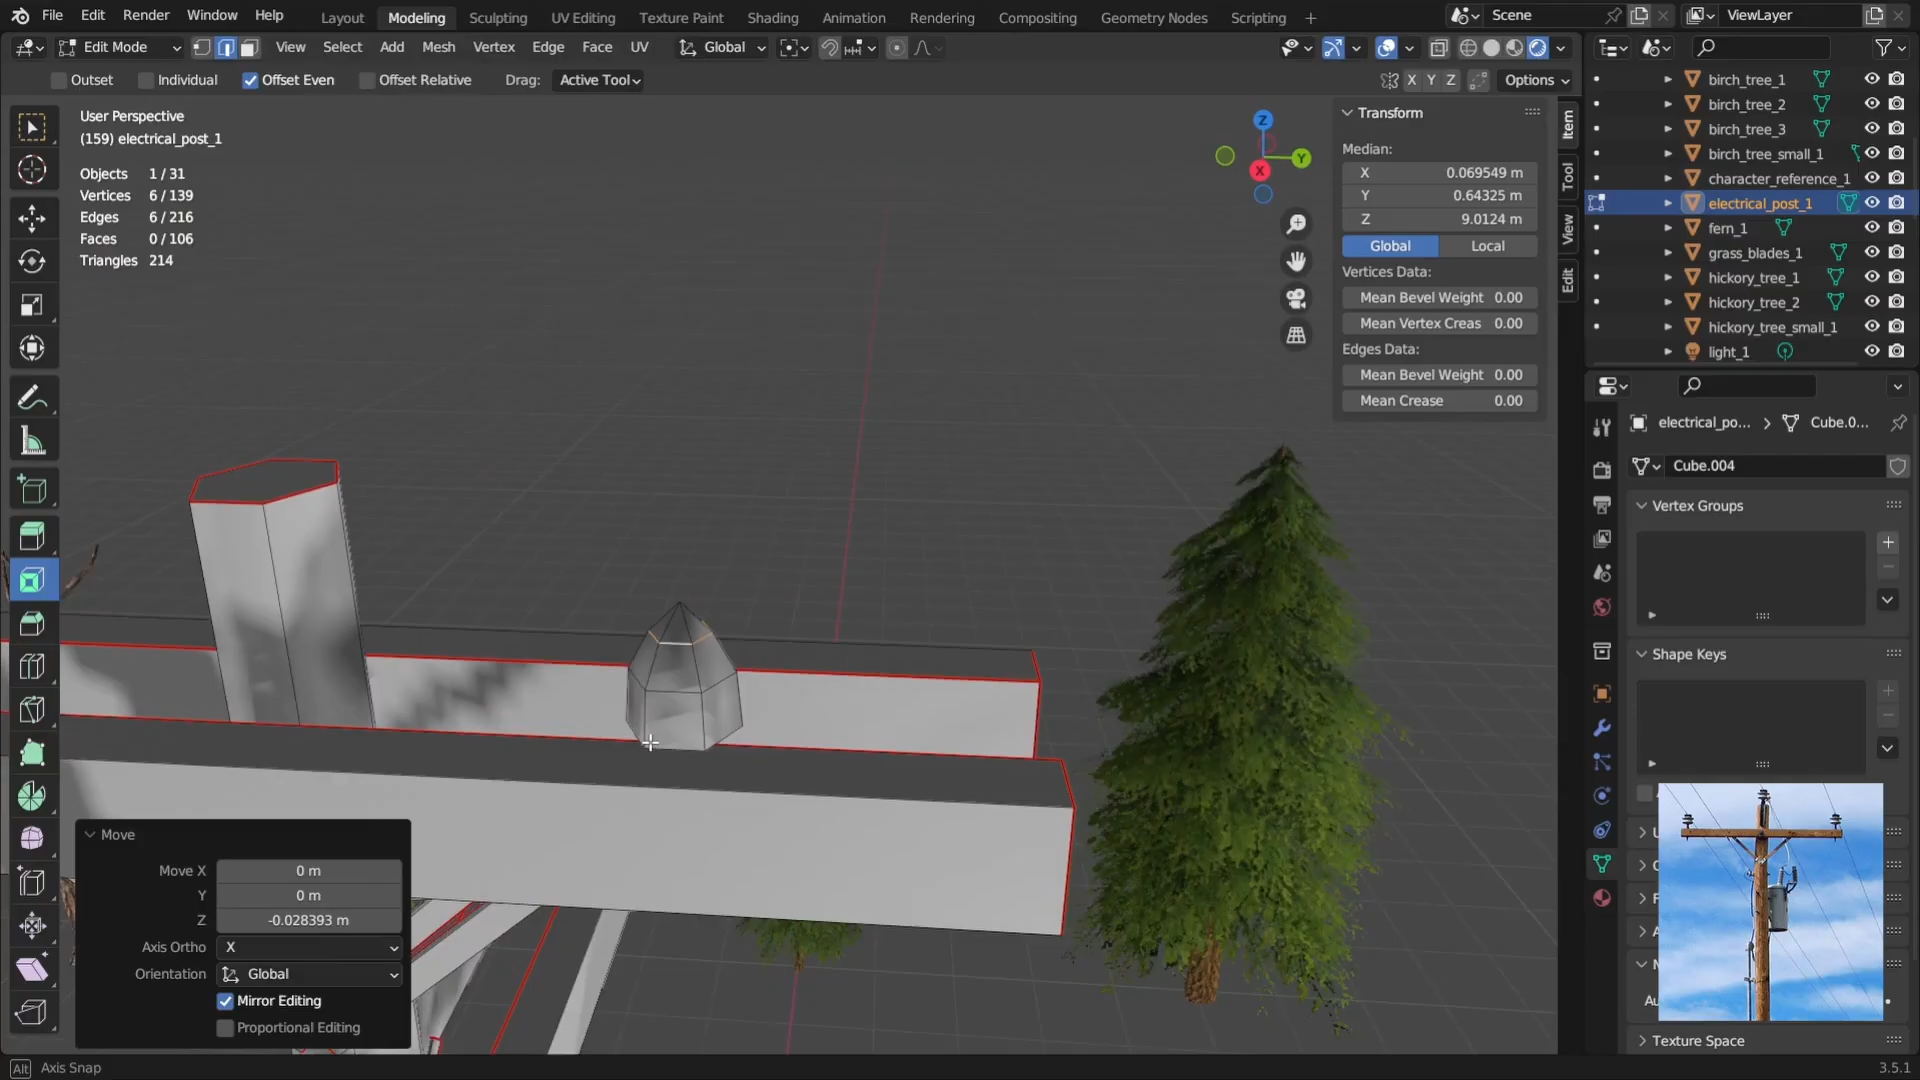 File Edit Render Window Help
Layout Modeling Sculpting UV Editing Texture Paint Shading Animation Rendering Compositing Geometry Nodes Scripting +
Scene
ViewLayer
Edit Mode View Select Add Mesh Vertex Edge Face UV
Global
Outset Individual Offset Even Offset Relative Drag: Active Tool
X Y Z
Options
User Perspective
(159) electrical_post_1
Objects 1 / 31
Vertices 6 / 139
Edges 6 / 216
Faces 0 / 106
Triangles 214
Z
Y
X
Transform
Median:
X 0.069549 m
Y 0.64325 m
Z 9.0124 m
Global Local
Vertices Data:
Mean Bevel Weight 0.00
Mean Vertex Creas 0.00
Edges Data:
Mean Bevel Weight 0.00
Mean Crease 0.00
Item
Tool
View
Edit
birch_tree_1
birch_tree_2
birch_tree_3
birch_tree_small_1
character_reference_1
electrical_post_1
fern_1
grass_blades_1
hickory_tree_1
hickory_tree_2
hickory_tree_small_1
light_1
electrical_po... > Cube.0...
Cube.004
Vertex Groups
Shape Keys
Texture Space
Move
Move X 0 m
Y 0 m
Z -0.028393 m
Axis Ortho X
Orientation Global
Mirror Editing
Proportional Editing
Alt Axis Snap
3.5.1